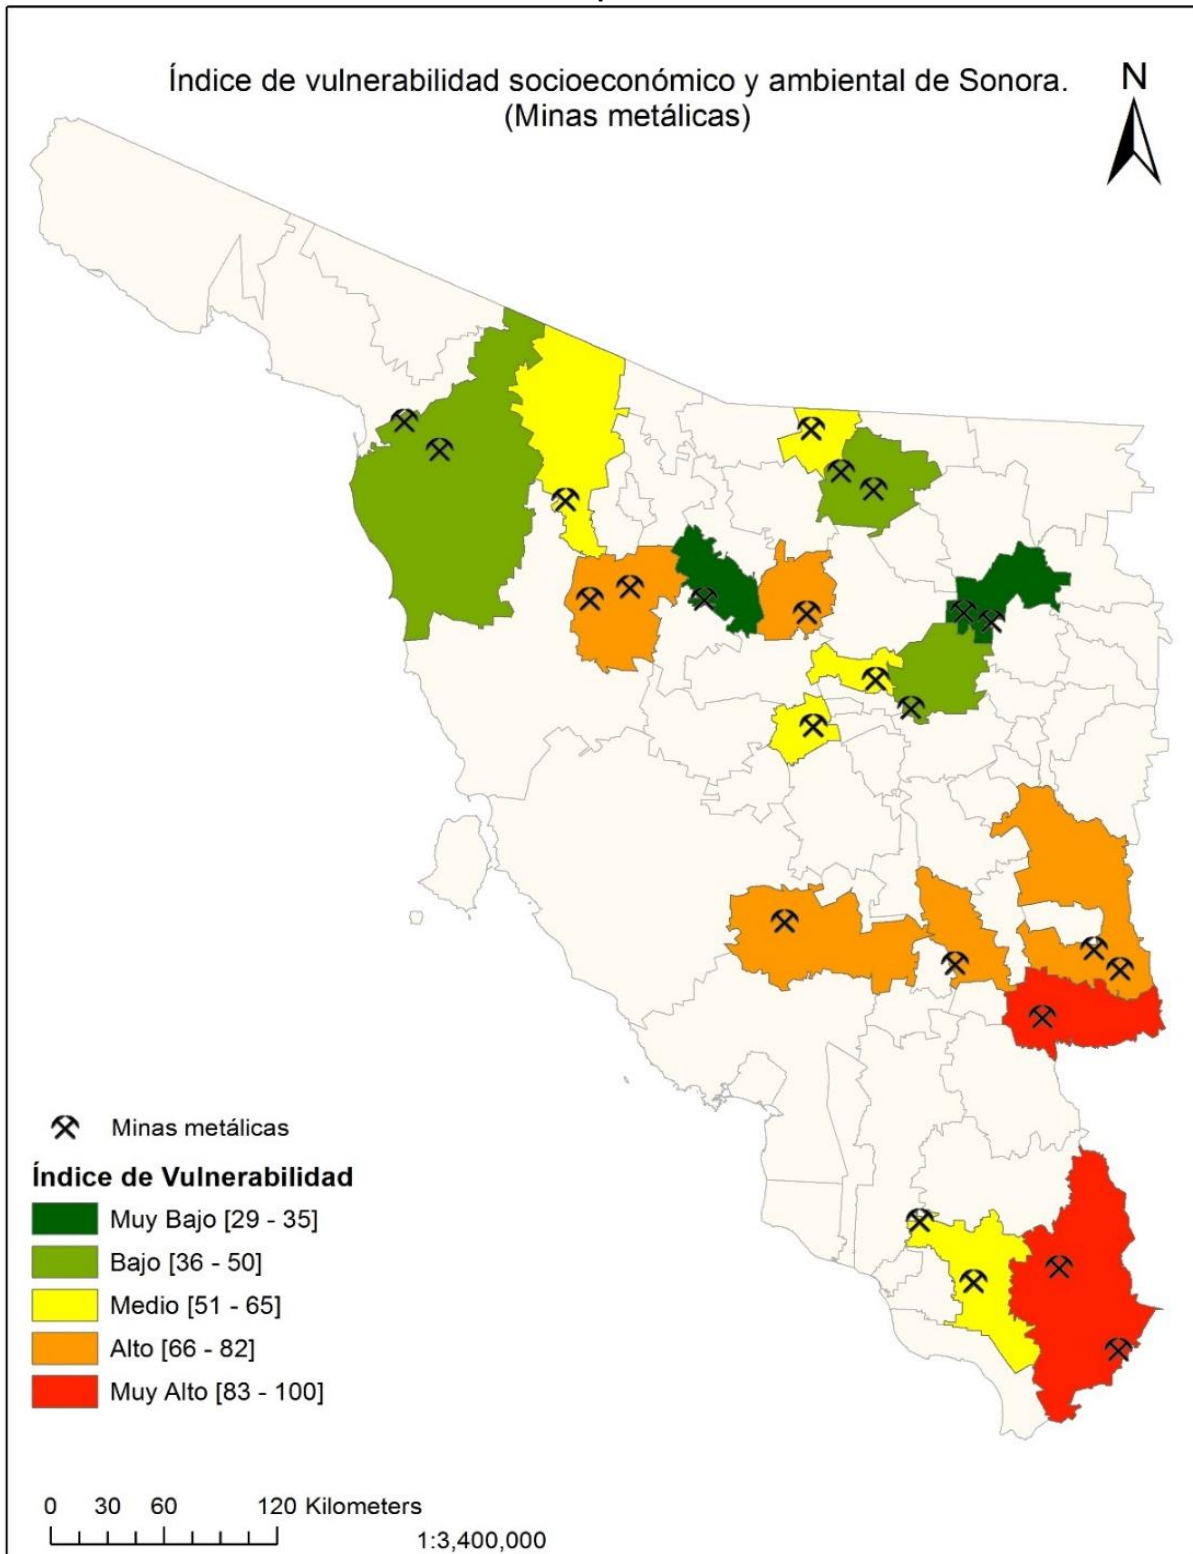 Índice de vulnerabilidad socioeconómico y ambiental de Sonora.
(Minas metálicas)
N
Minas metálicas
Índice de Vulnerabilidad
Muy Bajo [29 - 35]
Bajo [36 - 50]
Medio [51 - 65]
Alto [66 - 82]
Muy Alto [83 - 100]
0 30 60 120 Kilometers
1:3,400,000